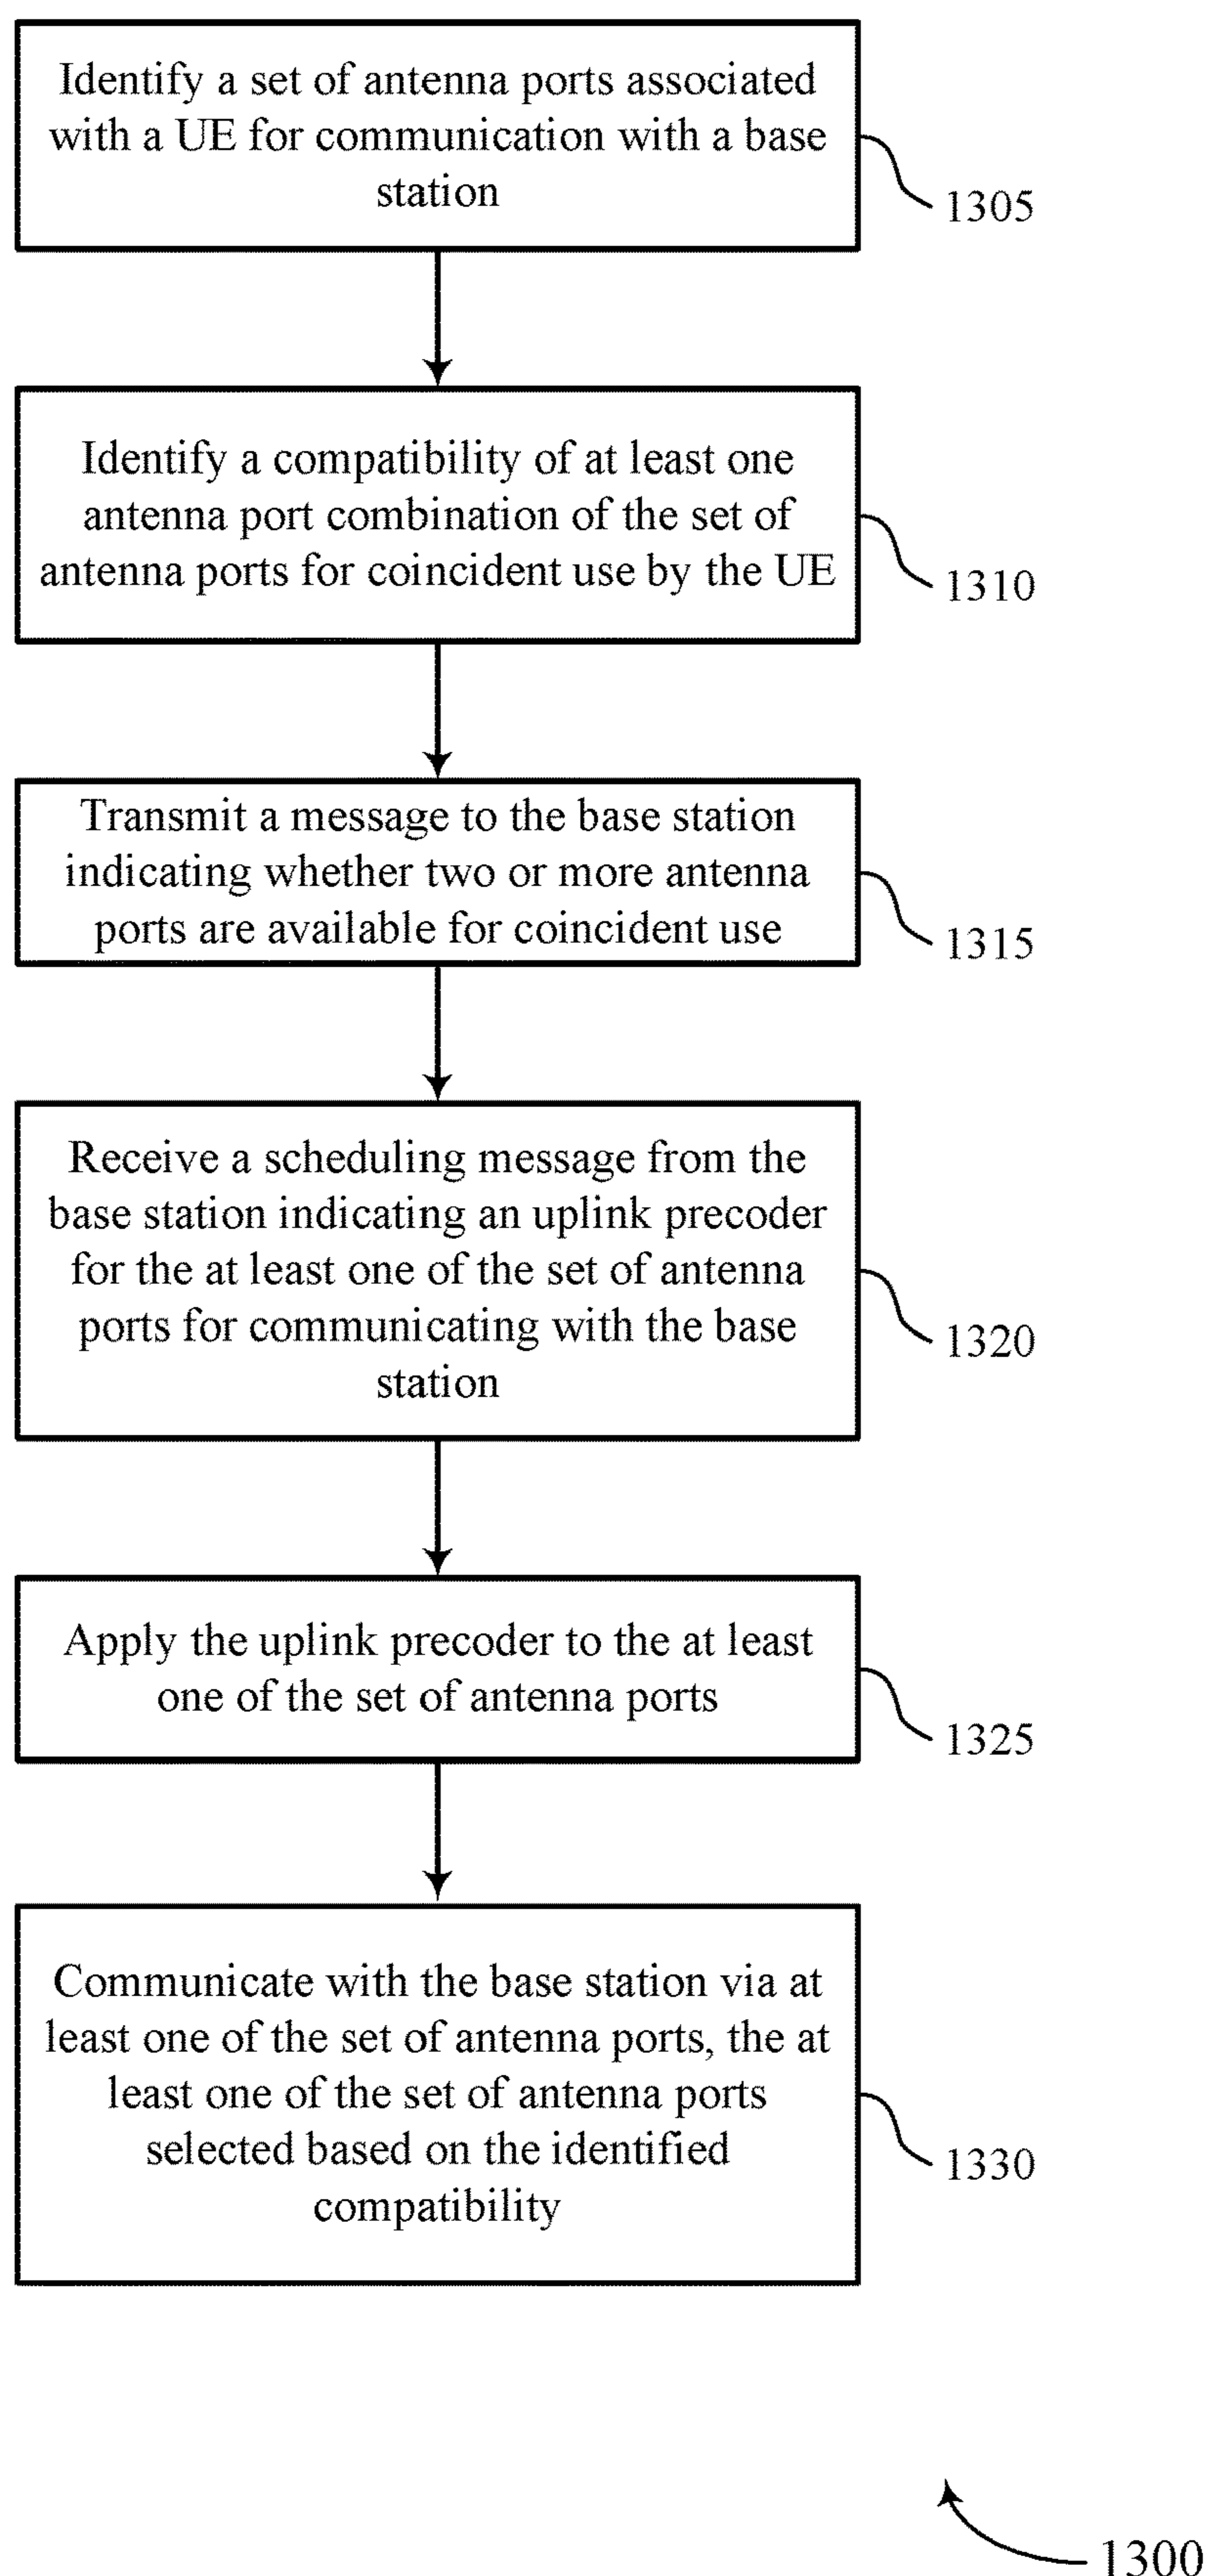 Identify a set of antenna ports associated
with a UE for communication with a base
station
1305
Identify a compatibility of at least one
antenna port combination of the set of
antenna ports for coincident use by the UE
1310
Transmit a message to the base station
indicating whether two or more antenna
ports are available for coincident use
1315
Receive a scheduling message from the
base station indicating an uplink precoder
for the at least one of the set of antenna
ports for communicating with the base
station
1320
Apply the uplink precoder to the at least
one of the set of antenna ports
1325
Communicate with the base station via at
least one of the set of antenna ports, the at
least one of the set of antenna ports
selected based on the identified
compatibility
1330
1300